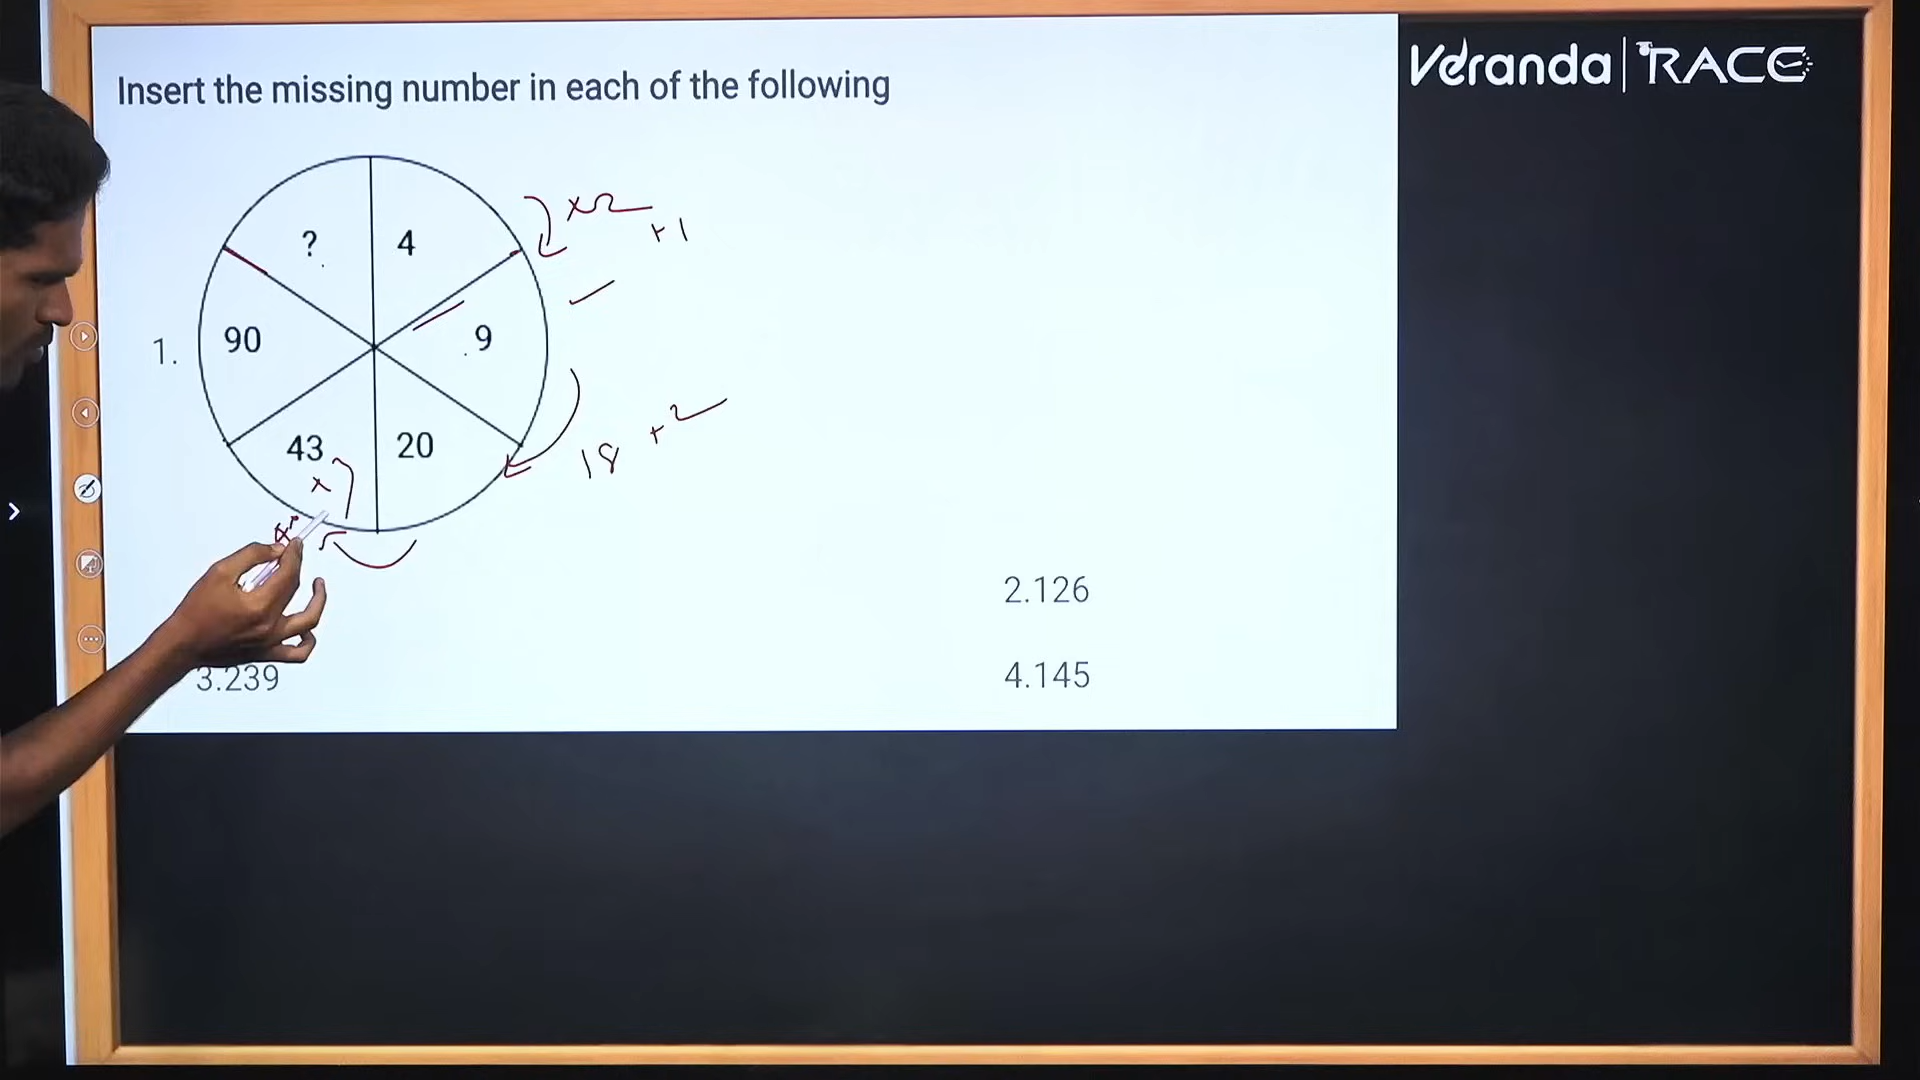 Insert the missing number in each of the following
Veranda RACE
? 4
×2
+1
1. 90 9
43 20
18 +2
×
2.126
3.239 4.145